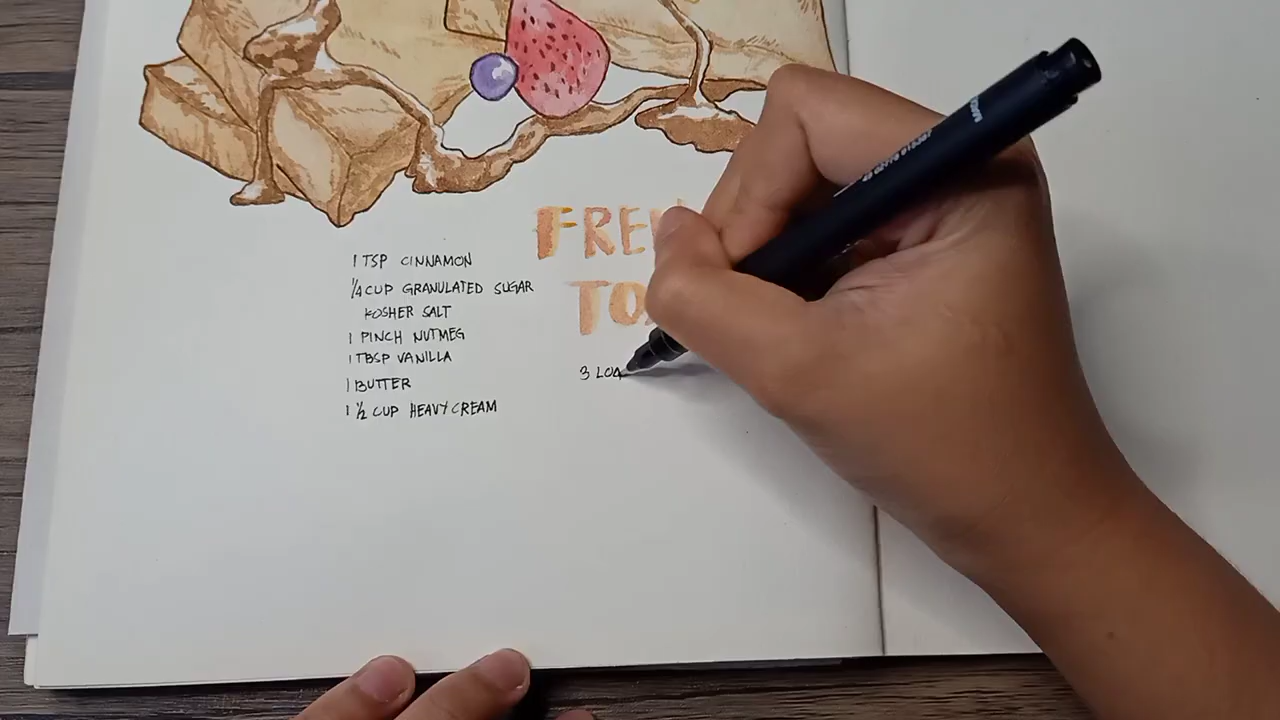 1 TSP CINNAMON
1/4 CUP GRANULATED SUGAR
KOSHER SALT
1 PINCH NUTMEG
1 TBSP VANILLA
1 BUTTER
1 1/2 CUP HEAVY CREAM
FREN
TO
3 LOA